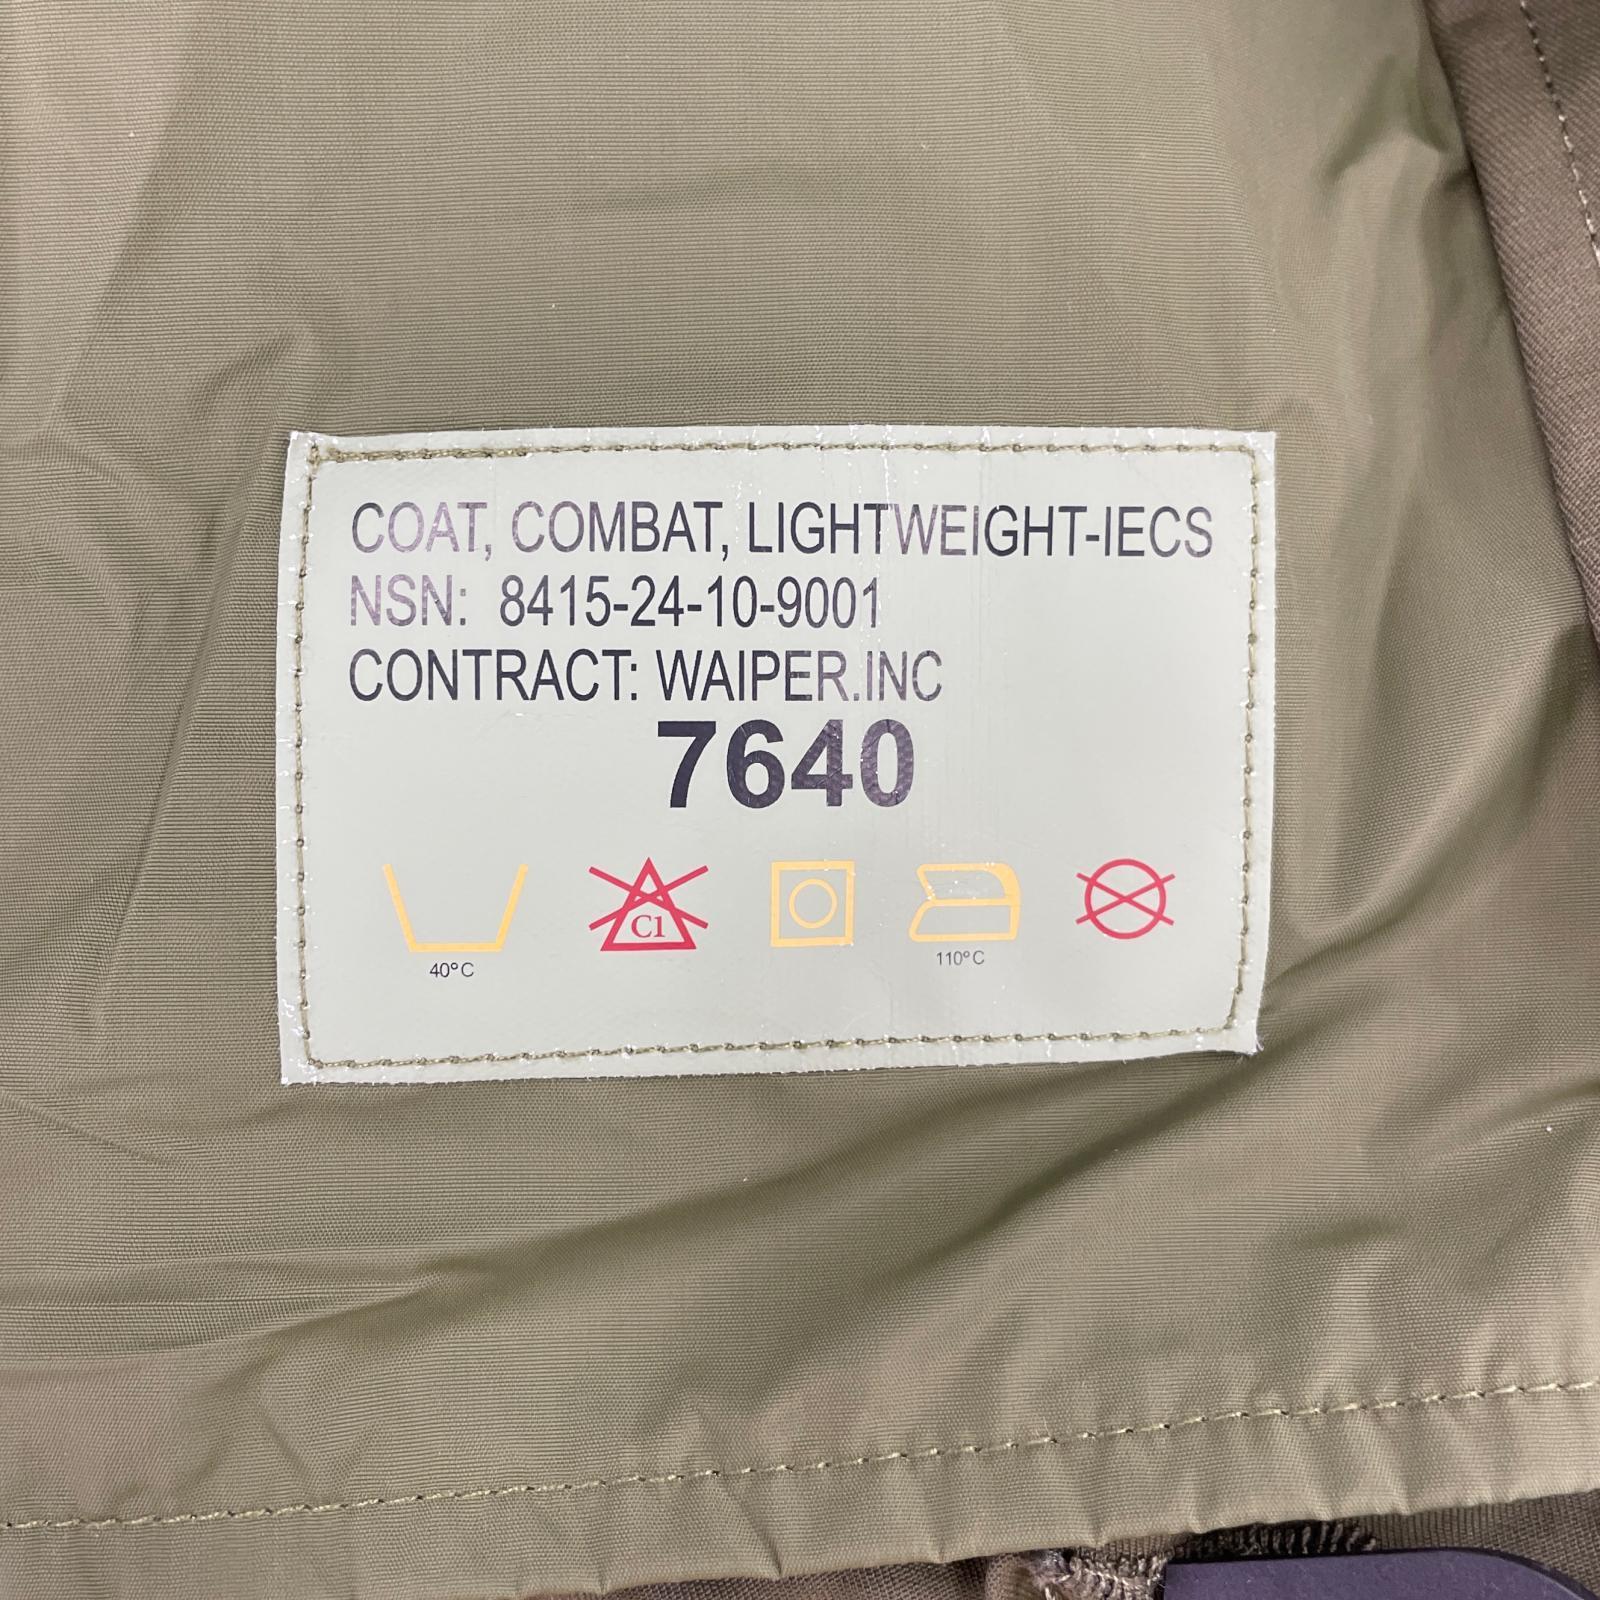 COAT, COMBAT, LIGHTWEIGHT-IECS
NSN: 8415-24-10-9001
CONTRACT: WAIPER.INC
7640
C1
40°C
110°C